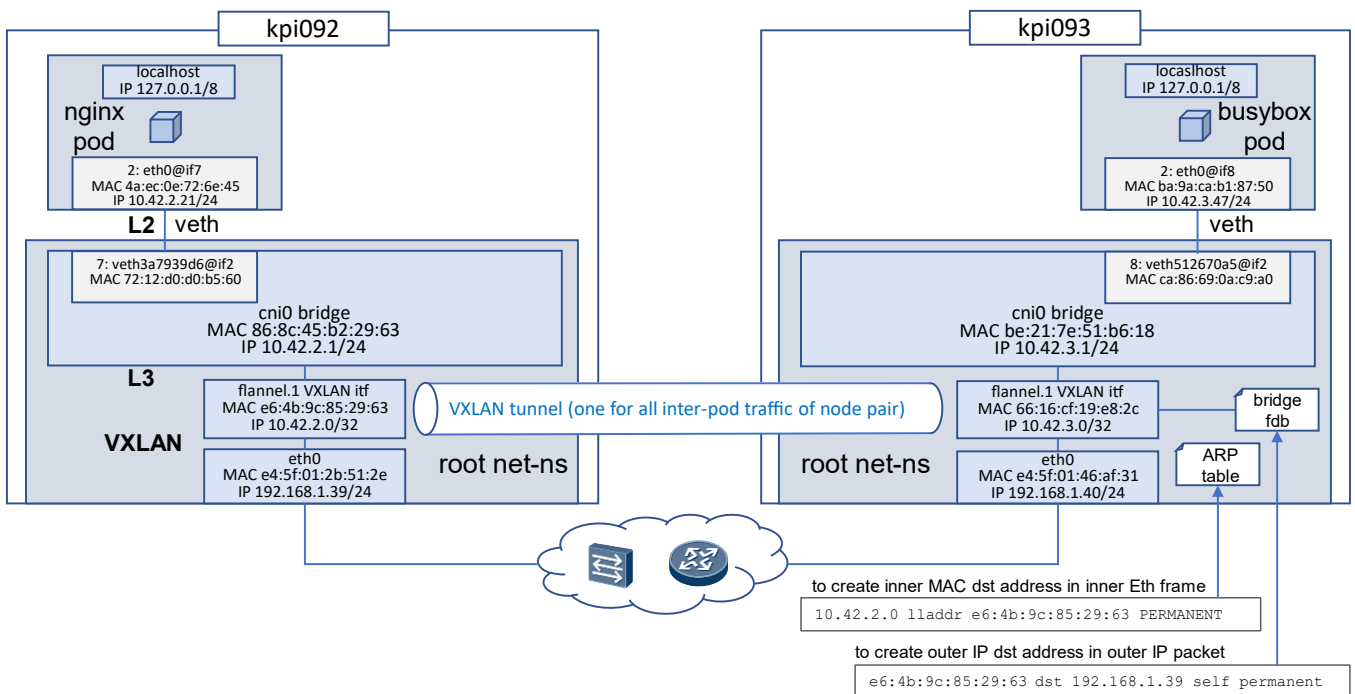 kpi092
localhost
IP 127.0.0.1/8
nginx
pod
2: eth0@if7
MAC 4a:ec:0e:72:6e:45
IP 10.42.2.21/24
L2 veth
7: veth3a7939d6@if2
MAC 72:12:d0:d0:b5:60
cni0 bridge
MAC 86:8c:45:b2:29:63
IP 10.42.2.1/24
L3
flannel.1 VXLAN itf
MAC e6:4b:9c:85:29:63
IP 10.42.2.0/32
VXLAN
eth0
MAC e4:5f:01:2b:51:2e
IP 192.168.1.39/24
root net-ns
VXLAN tunnel (one for all inter-pod traffic of node pair)
kpi093
locaslhost
IP 127.0.0.1/8
busybox
pod
2: eth0@if8
MAC ba:9a:ca:b1:87:50
IP 10.42.3.47/24
veth
8: veth512670a5@if2
MAC ca:86:69:0a:c9:a0
cni0 bridge
MAC be:21:7e:51:b6:18
IP 10.42.3.1/24
flannel.1 VXLAN itf
MAC 66:16:cf:19:e8:2c
IP 10.42.3.0/32
bridge
fdb
root net-ns
eth0
MAC e4:5f:01:46:af:31
IP 192.168.1.40/24
ARP
table
to create inner MAC dst address in inner Eth frame
10.42.2.0 lladdr e6:4b:9c:85:29:63 PERMANENT
to create outer IP dst address in outer IP packet
e6:4b:9c:85:29:63 dst 192.168.1.39 self permanent